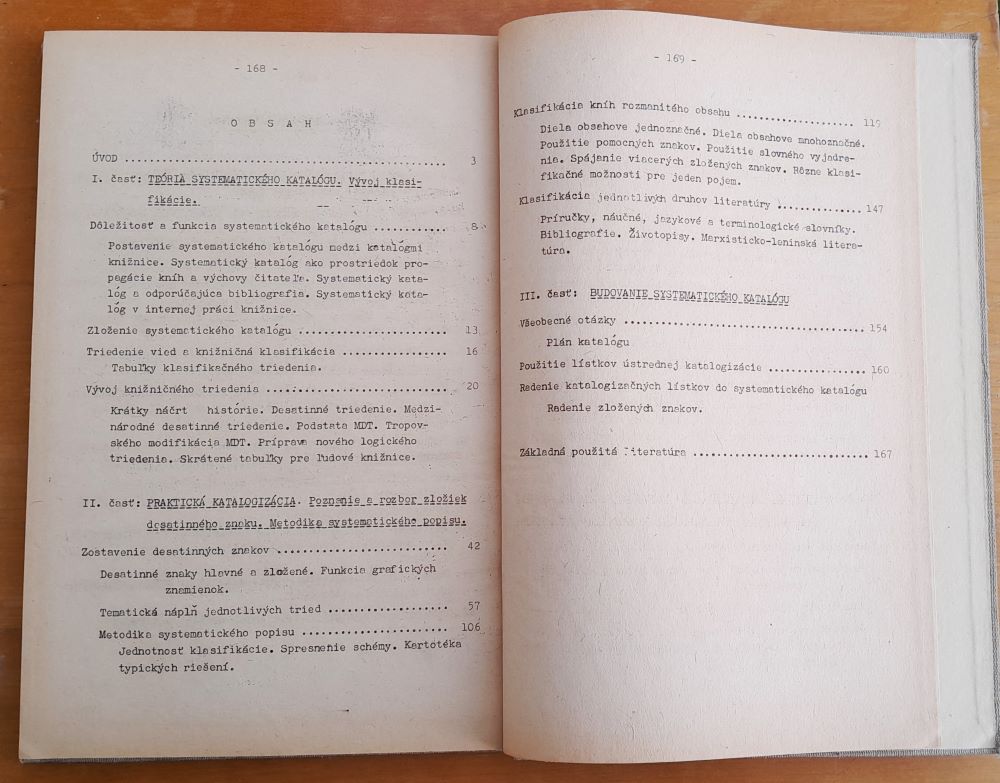 - 168 -
O B S A H
ÚVOD ................................................ 3
I. časť: TEÓRIA SYSTEMATICKÉHO KATALÓGU. Vývoj klasi-
fikácie.
Dôležitosť a funkcia systematického katalógu ........... 8
Postavenie systematického katalógu medzi katalógmi
knižnice. Systematický katalóg ako prostriedok pro-
pagácie kníh a výchovy čitateľa. Systematický kata-
lóg a odporúčajúca bibliografia. Systematický kata-
lóg v internej práci knižnice.
Zloženie systematického katalógu ...................... 13
Triedenie vied a knižničná klasifikácia ................ 16
Tabuľky klasifikačného triedenia.
Vývoj knižničného triedenia ........................... 20
Krátky náčrt histórie. Desatinné triedenie. Medzi-
národné desatinné triedenie. Podstata MDT. Tropov-
ského modifikácia MDT. Príprava nového logického
triedenia. Skrátené tabuľky pre ľudové knižnice.
II. časť: PRAKTICKÁ KATALOGIZÁCIA. Poznanie a rozbor zložiek
desatinného znaku. Metodika systematického popisu.
Zostavenie desatinných znakov ......................... 42
Desatinné znaky hlavné a zložené. Funkcia grafických
znamienok.
Tematická náplň jednotlivých tried .................. 57
Metodika systematického popisu ...................... 106
Jednotnosť klasifikácie. Spresnenie schémy. Kartotéka
typických riešení.
- 169 -
Klasifikácia kníh rozmanitého obsahu .................. 119
Diela obsahove jednoznačné. Diela obsahove mnohoznačné.
Použitie pomocných znakov. Použitie slovného vyjadre-
nia. Spájanie viacerých zložených znakov. Rôzne klasi-
fikačné možnosti pre jeden pojem.
Klasifikácia jednotlivých druhov literatúry ............. 147
Príručky, náučné, jazykové a terminologické slovníky.
Bibliografie. Životopisy. Marxisticko-leninská litera-
túra.
III. časť: BUDOVANIE SYSTEMATICKÉHO KATALÓGU
Všeobecné otázky ..................................... 154
Plán katalógu
Použitie lístkov ústrednej katalogizácie ............... 160
Radenie katalogizačných lístkov do systematického katalógu
Radenie zložených znakov.
Základná použitá literatúra ........................... 167